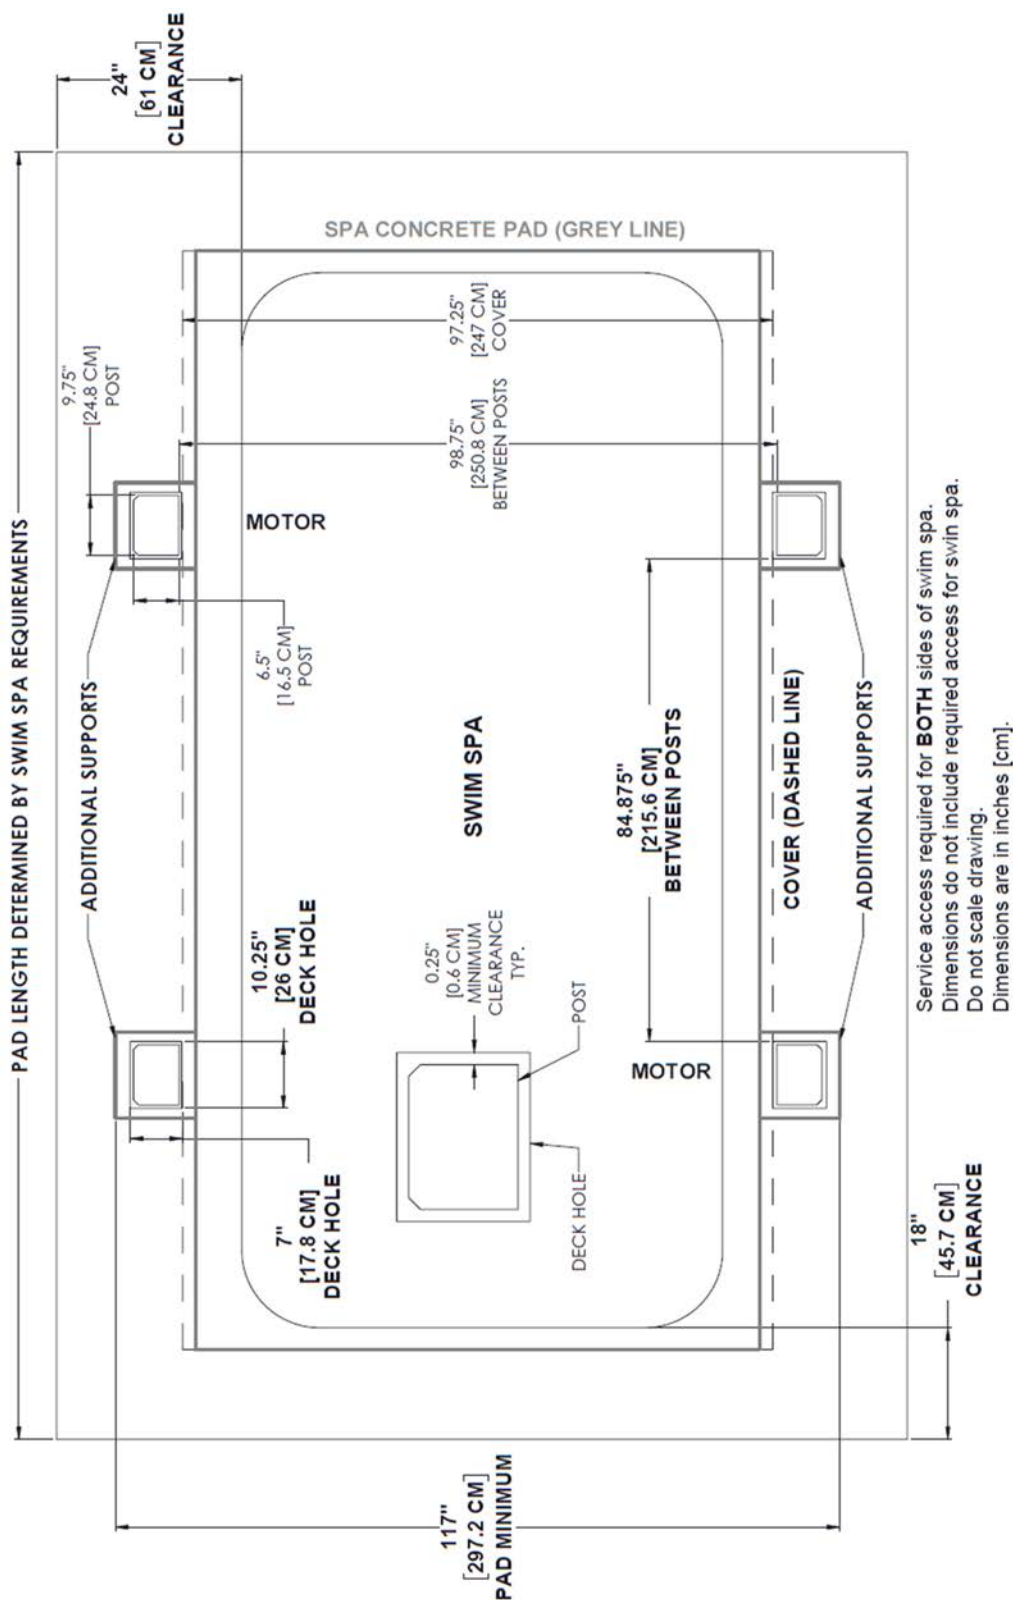 PAD LENGTH DETERMINED BY SWIM SPA REQUIREMENTS
24"
[61 CM]
CLEARANCE
ADDITIONAL SUPPORTS
9.75"
[24.8 CM]
POST
SPA CONCRETE PAD (GREY LINE)
10.25"
[26 CM]
DECK HOLE
6.5"
[16.5 CM]
POST
MOTOR
7"
[17.8 CM]
DECK HOLE
97.25"
[247 CM]
COVER
98.75"
[250.8 CM]
BETWEEN POSTS
SWIM SPA
0.25"
[0.6 CM]
MINIMUM
CLEARANCE
TYP.
POST
DECK HOLE
117"
[297.2 CM]
PAD MINIMUM
84.875"
[215.6 CM]
BETWEEN POSTS
MOTOR
COVER (DASHED LINE)
ADDITIONAL SUPPORTS
18"
[45.7 CM]
CLEARANCE
Service access required for BOTH sides of swim spa.
Dimensions do not include required access for swin spa.
Do not scale drawing.
Dimensions are in inches [cm].